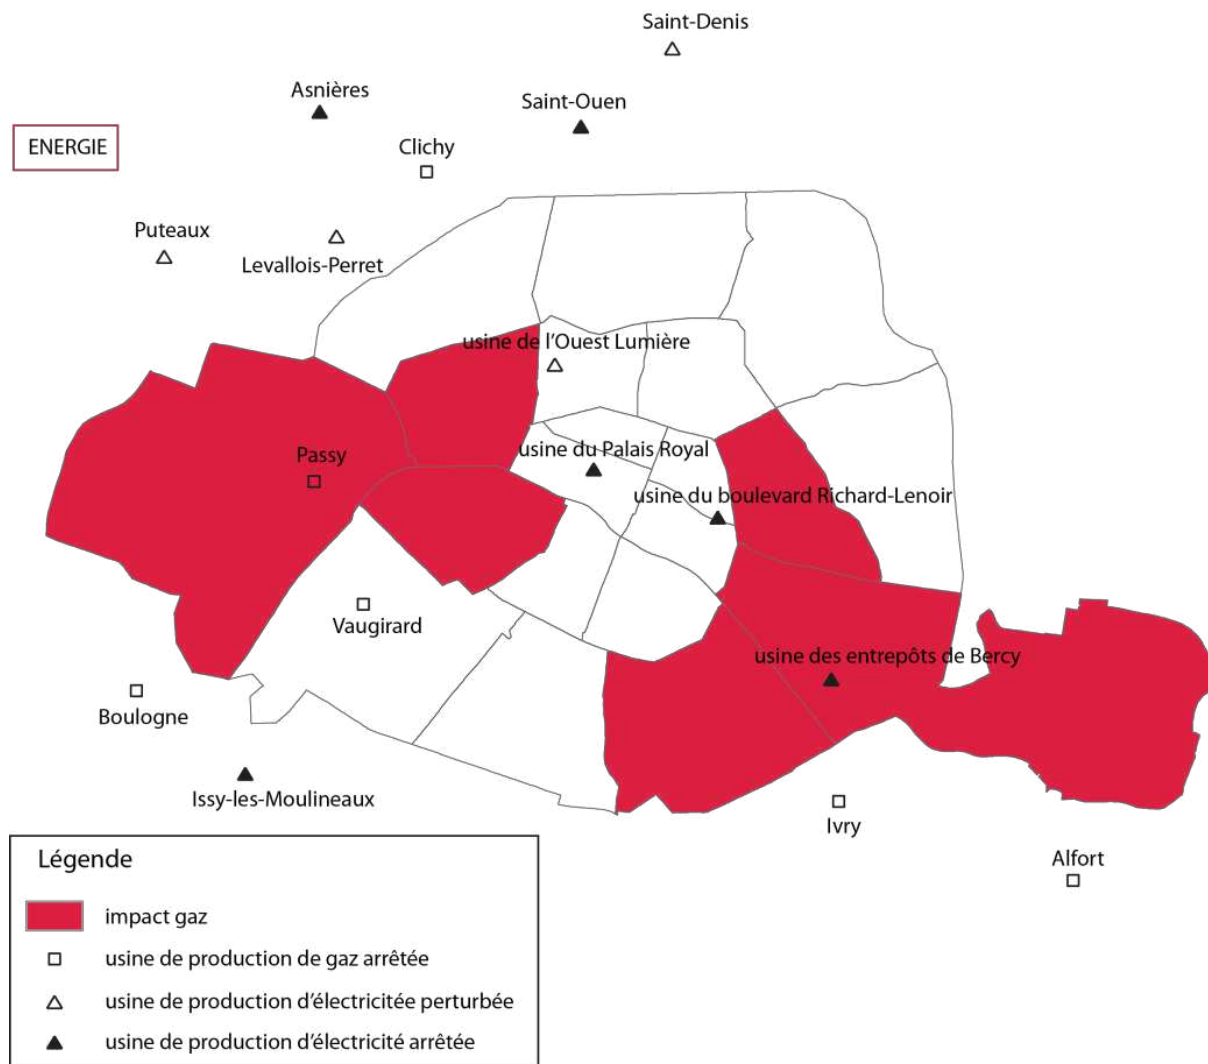 Saint-Denis
Asnières
Saint-Ouen
ENERGIE
Clichy
Puteaux
Levallois-Perret
usine de l'Ouest Lumière
usine du Palais Royal
Passy
usine du boulevard Richard-Lenoir
Vaugirard
usine des entrepôts de Bercy
Boulogne
Issy-les-Moulineaux
Ivry
Alfort
Légende
impact gaz
usine de production de gaz arrêtée
usine de production d'électricitée perturbée
usine de production d'électricité arrêtée